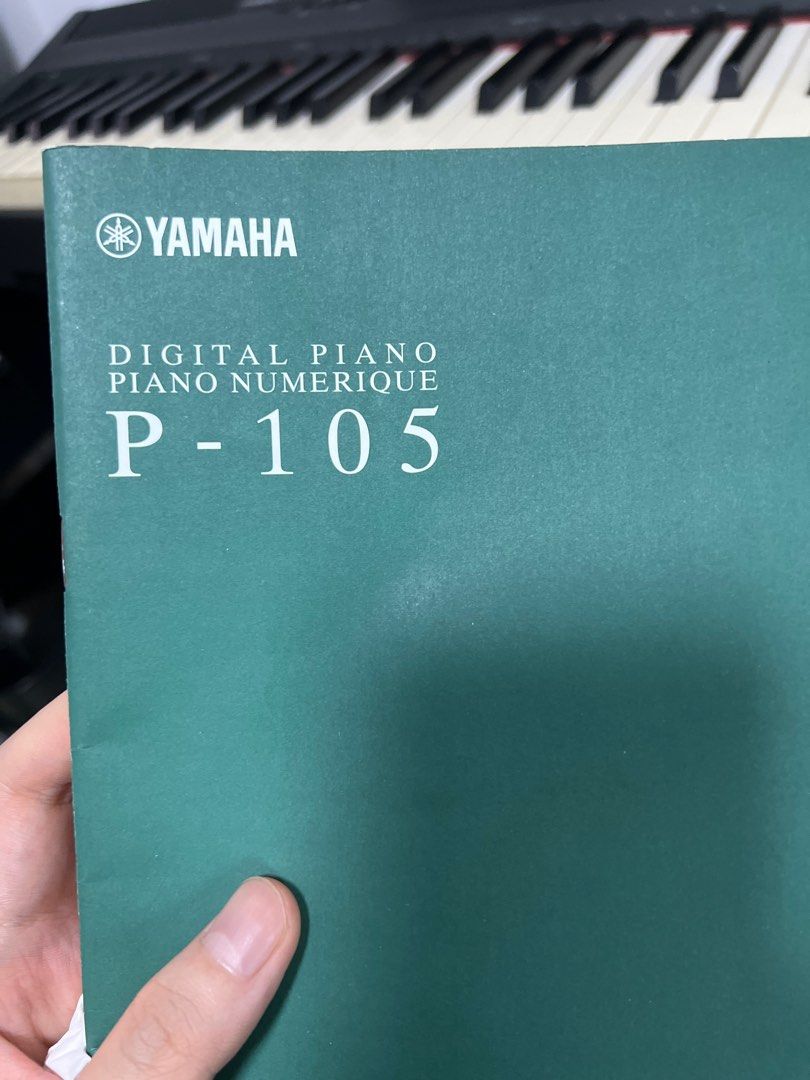 YAMAHA
DIGITAL PIANO
PIANO NUMERIQUE
P-105